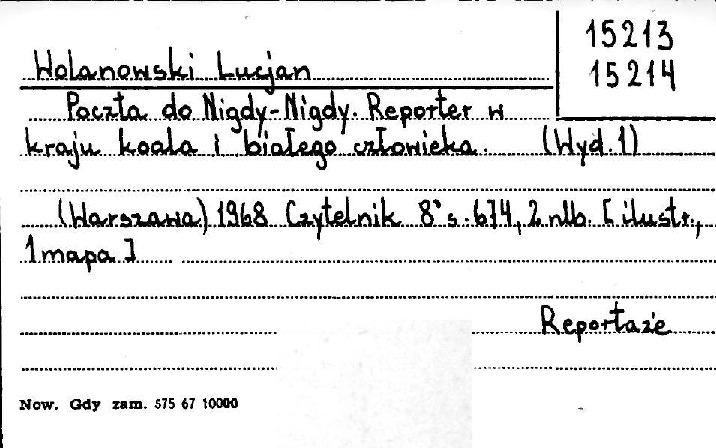 15213
15214
Wolanowski Lucjan
Poczta do Nigdy-Nigdy. Reporter w
kraju koala i białego człowieka. (Wyd. 1)
(Warszawa) 1968 Czytelnik 8° s. 674, 2 nlb. [ilustr.,
1 mapa]
Reportaże
Now. Gdy zam. 575 67 10000